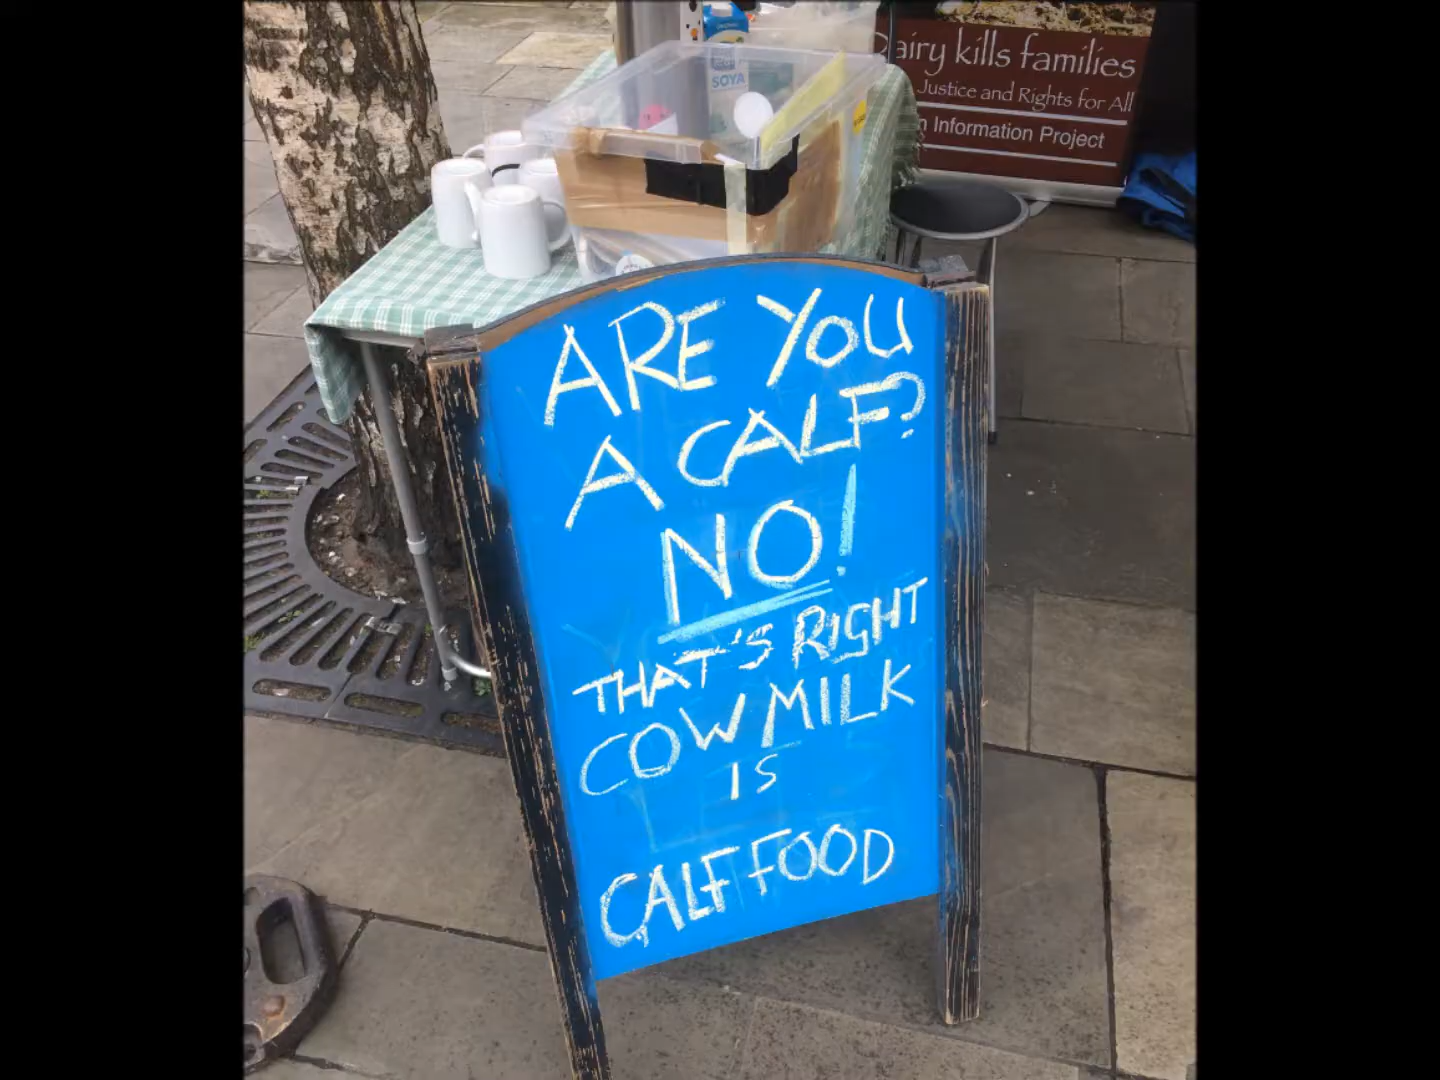 SOYA
airy kills families
Justice and Rights for All
Information Project
ARE YOU
A CALF?
NO!
THAT'S RIGHT
COW MILK
IS
CALF FOOD